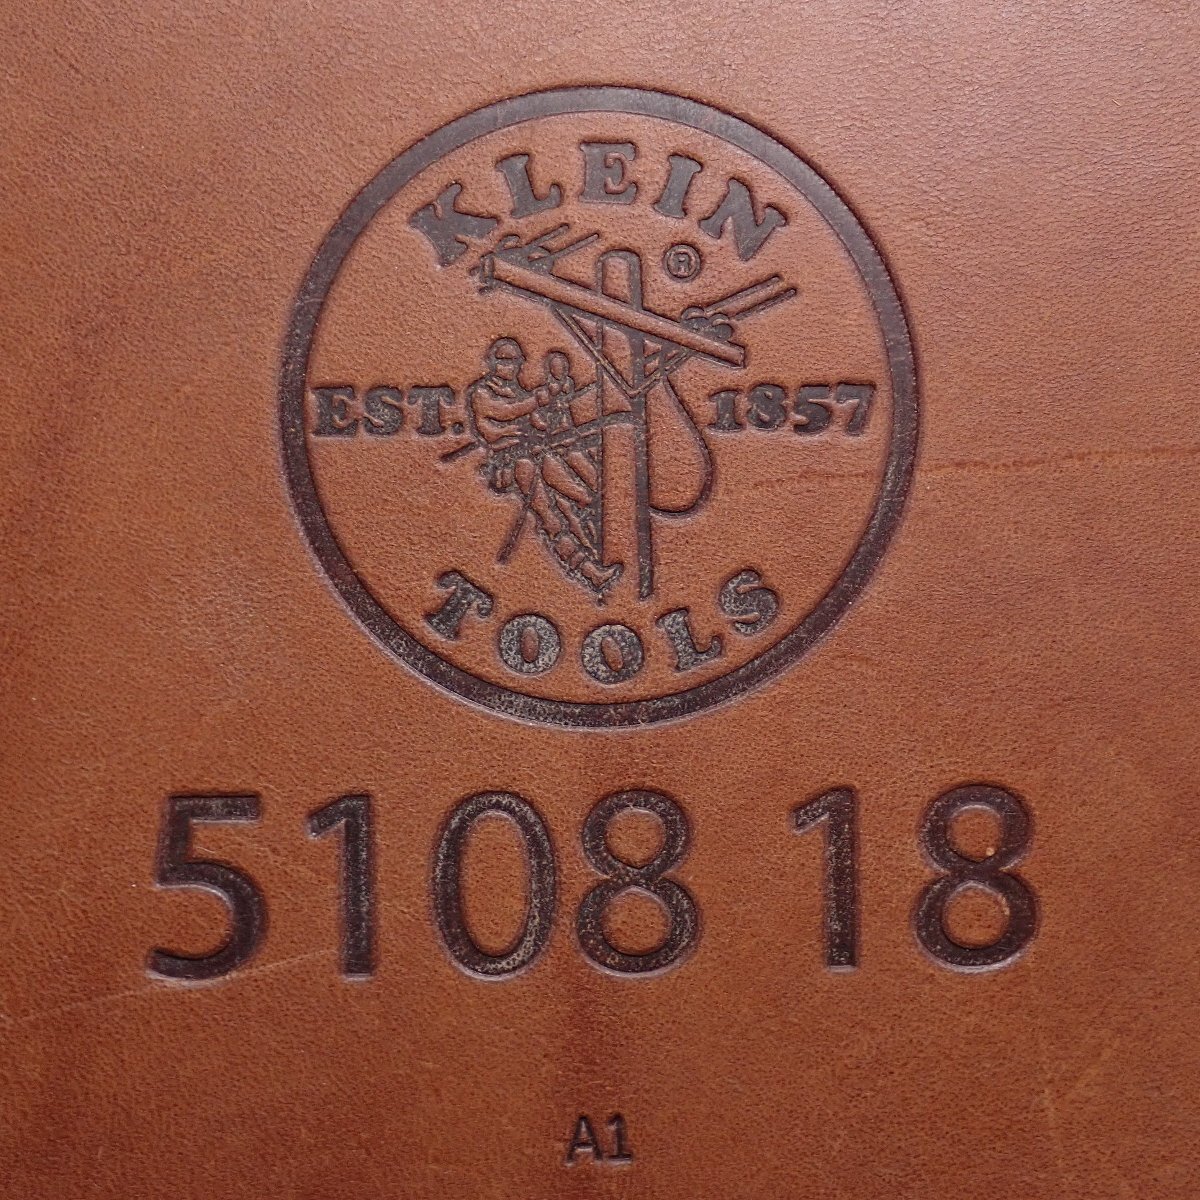 KLEIN
®
EST. 1857
TOOLS
5108 18
A1